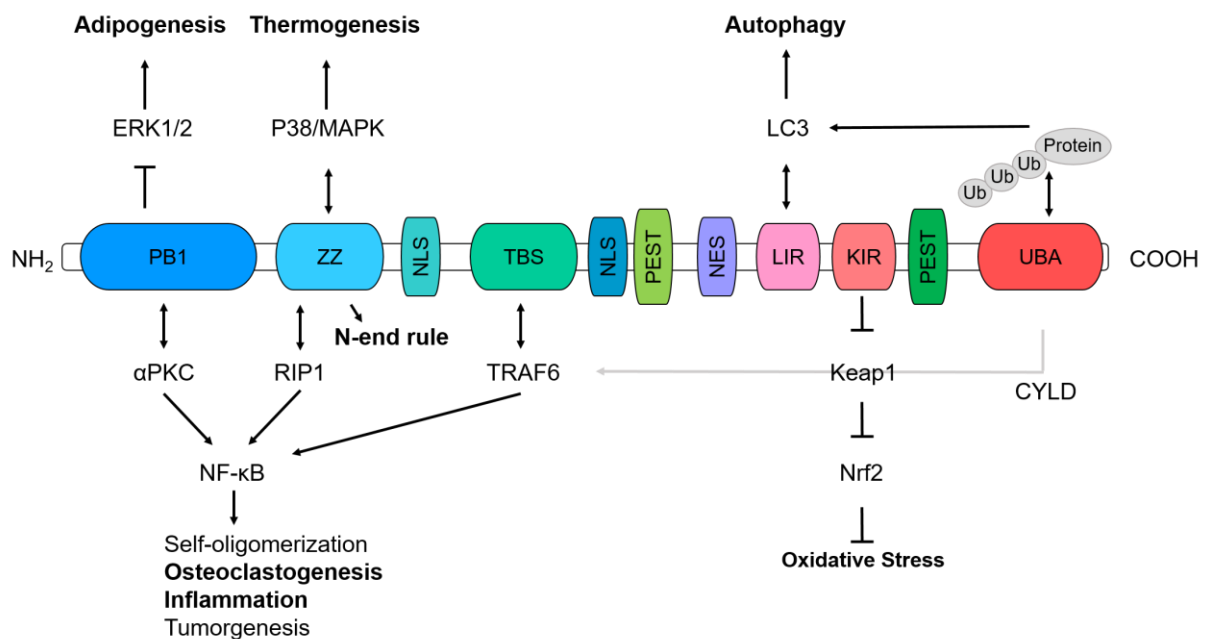 Adipogenesis
Thermogenesis
Autophagy
ERK1/2
P38/MAPK
LC3
Protein
Ub
Ub
Ub
NH2
PB1
ZZ
NLS
TBS
NLS
PEST
NES
LIR
KIR
PEST
UBA
COOH
N-end rule
αPKC
RIP1
TRAF6
Keap1
CYLD
NF-κB
Nrf2
Self-oligomerization
Osteoclastogenesis
Inflammation
Tumorgenesis
Oxidative Stress